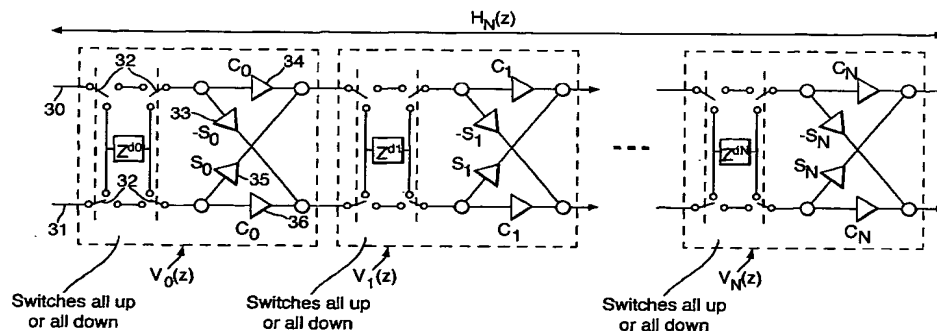 H_N(z)
32
C_0
34
C_1
C_N
30
33
-S_0
-S_1
-S_N
Z^d0
Z^d1
Z^dN
S_0
35
S_1
S_N
32
31
36
C_0
C_1
C_N
V_0(z)
V_1(z)
V_N(z)
Switches all up
or all down
Switches all up
or all down
Switches all up
or all down